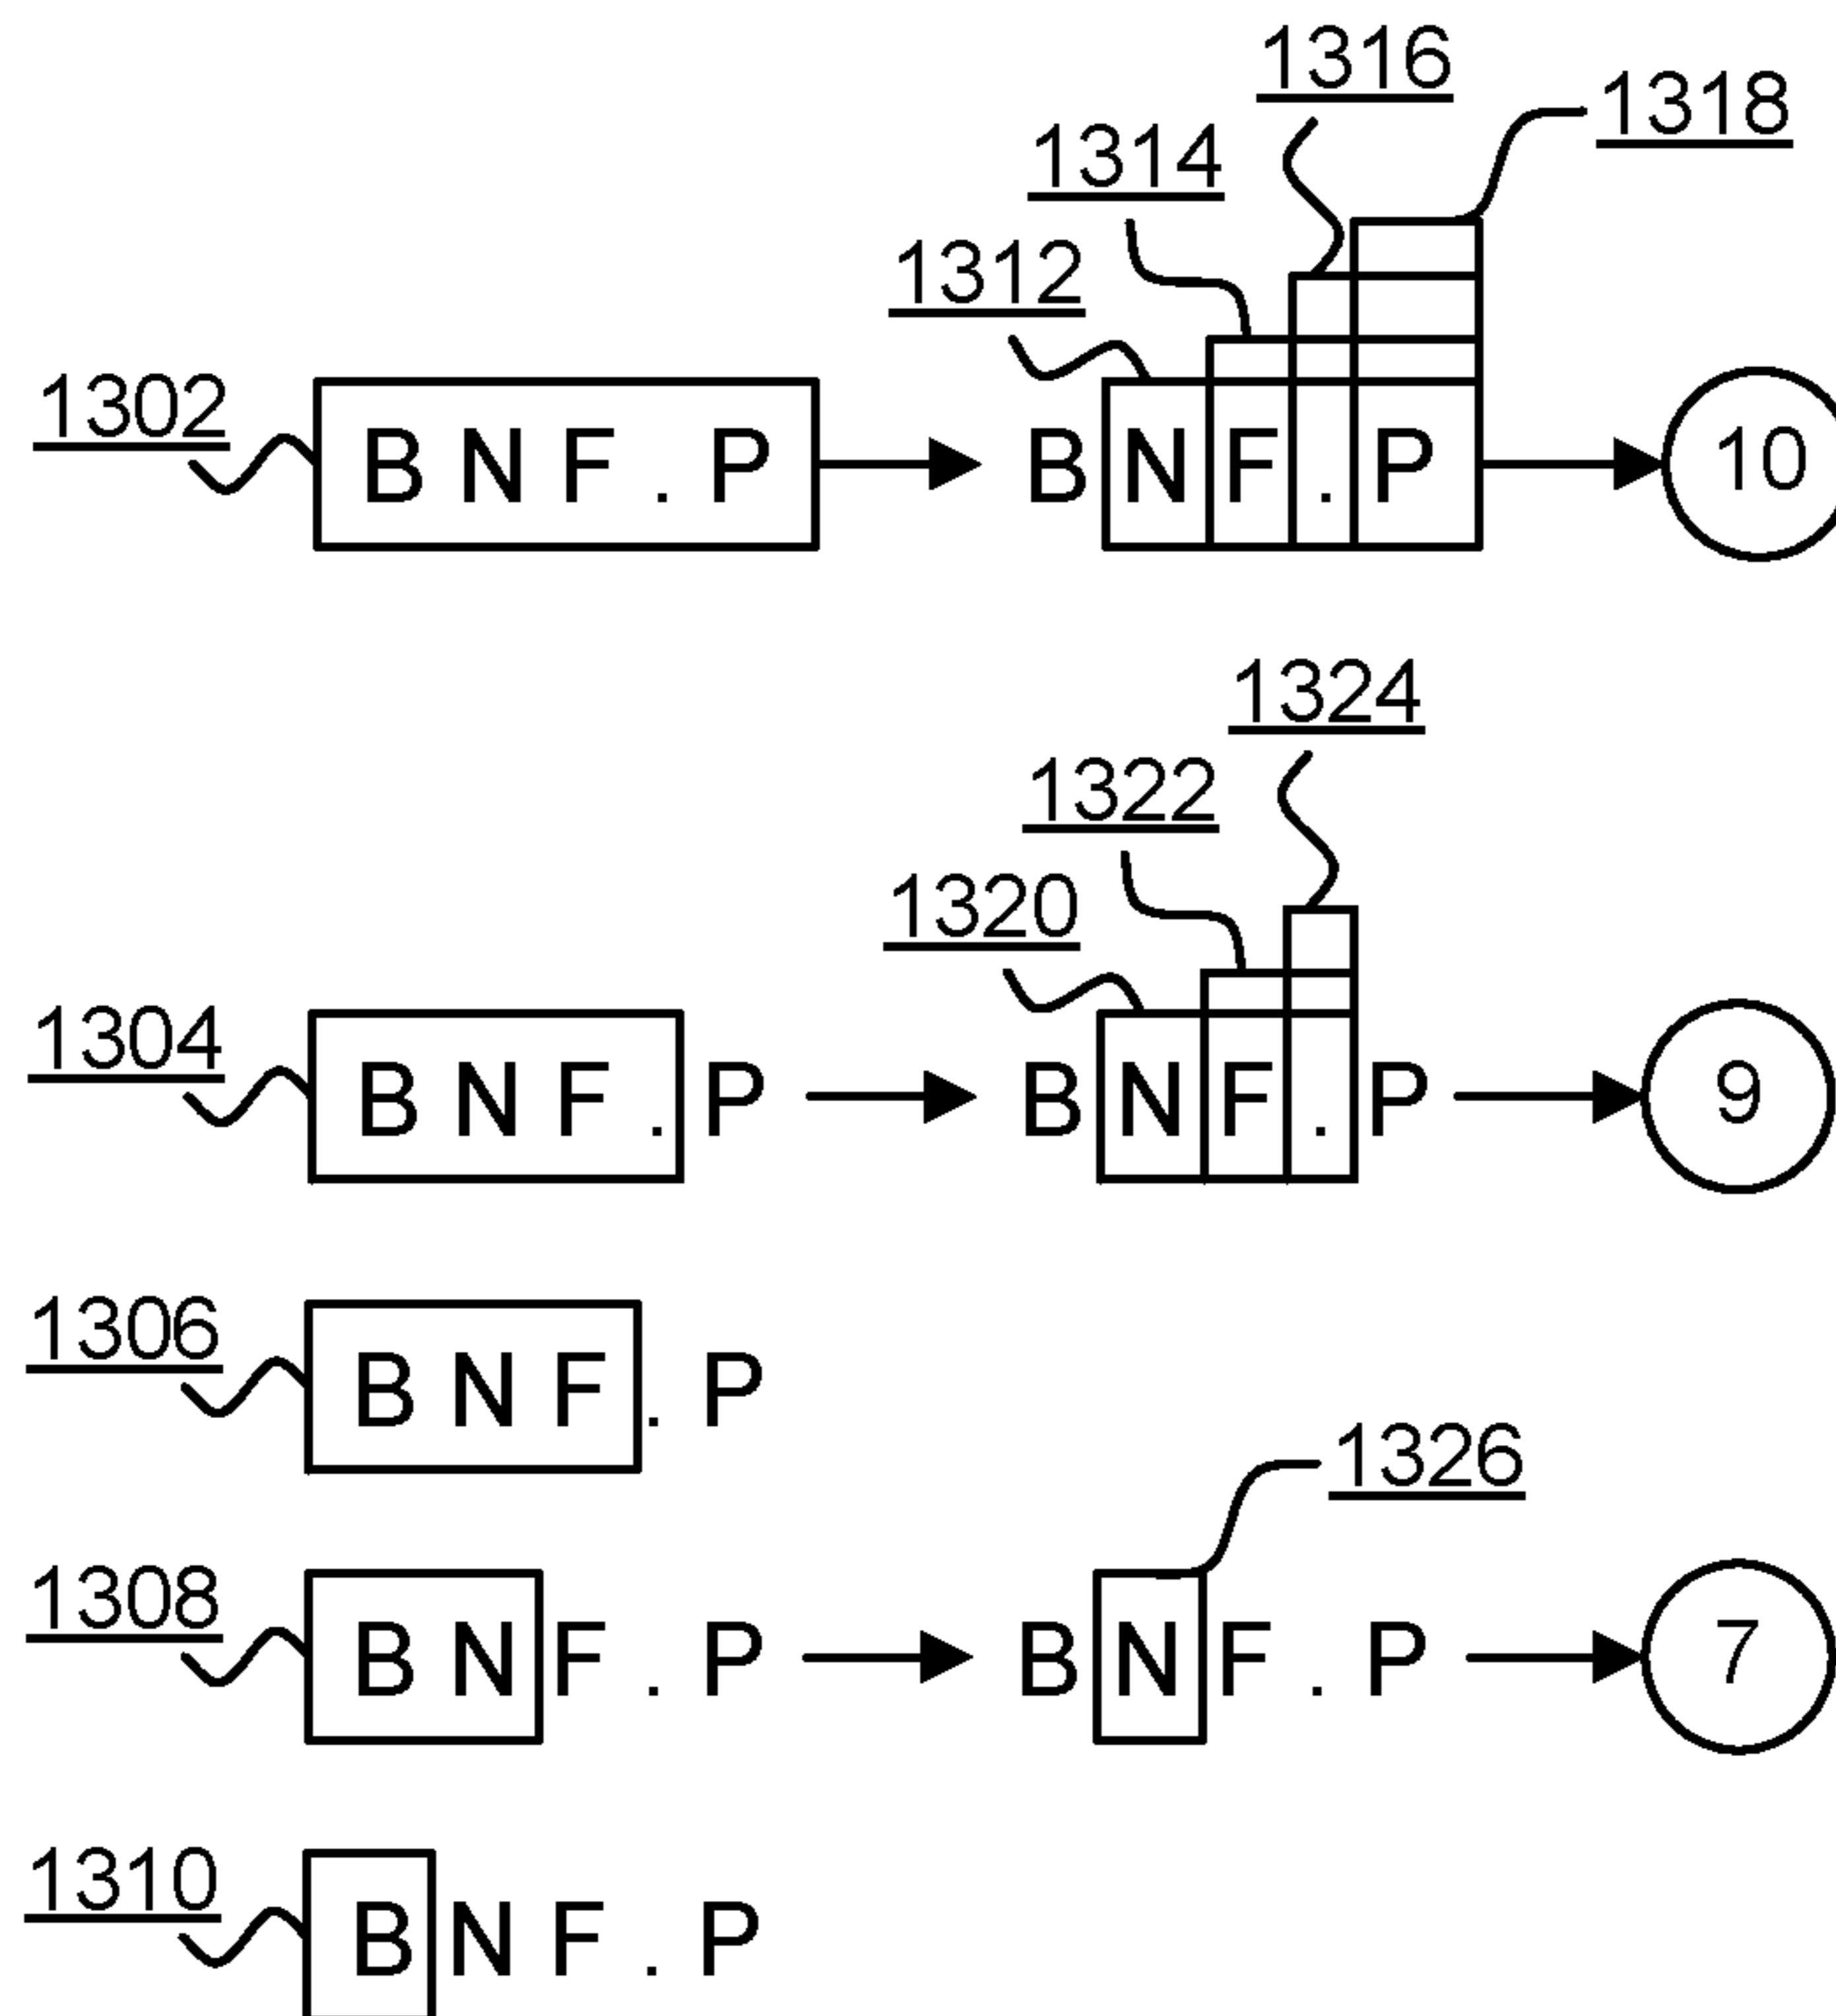 1316
1318
1314
1312
1302
B N F . P B N F . P 10
1324
1322
1320
1304
B N F . P B N F . P 9
1306
B N F . P
1326
1308
B N F . P B N F . P 7
1310
B N F . P